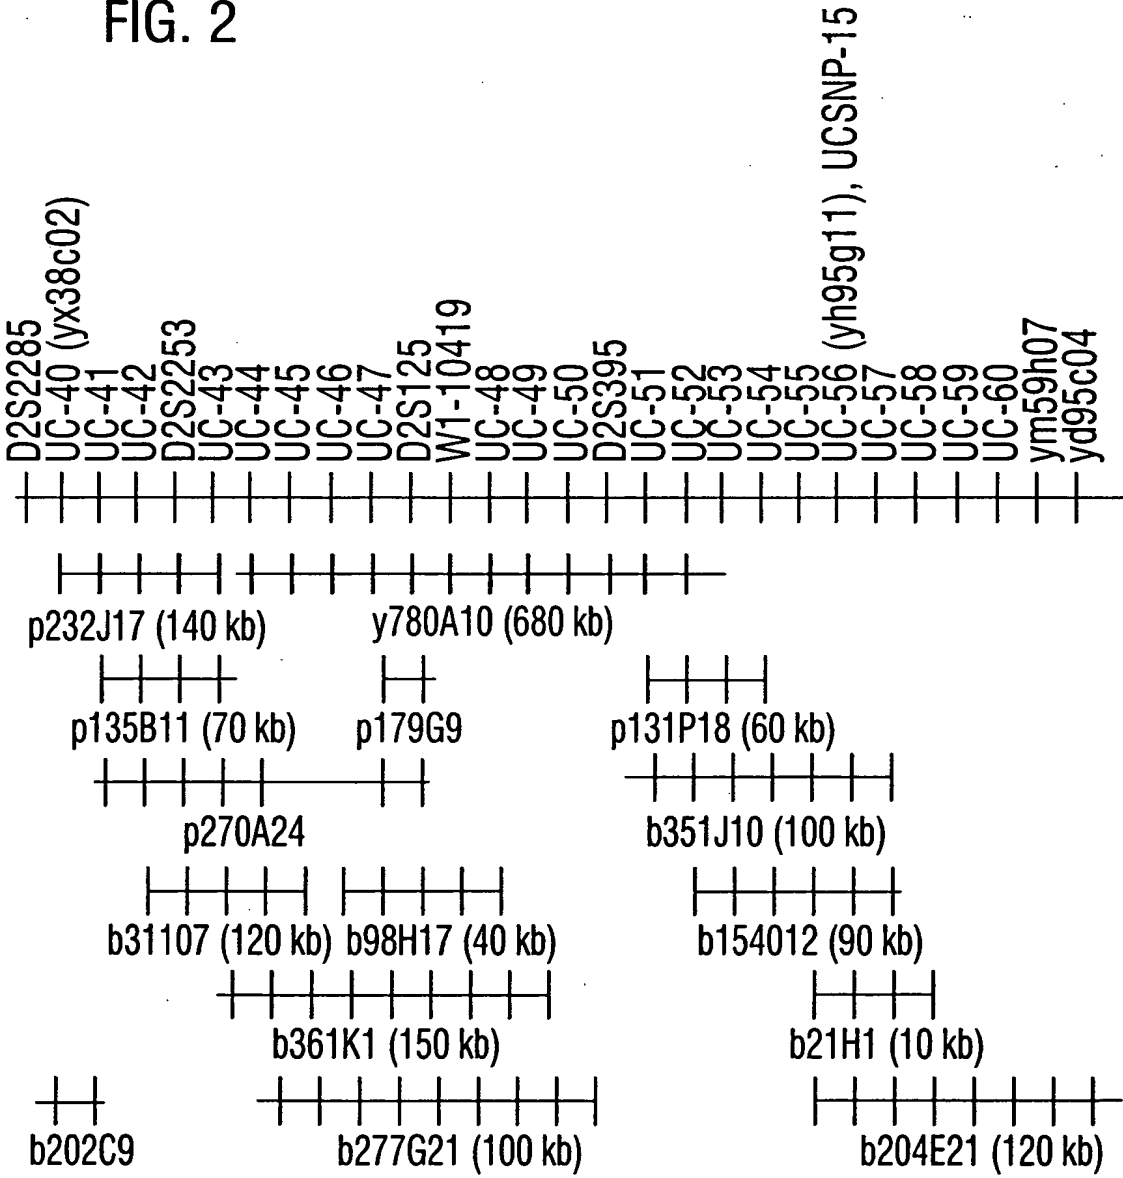 FIG. 2
D2S2285
UC-40 (yx38c02)
UC-41
UC-42
D2S2253
UC-43
UC-44
UC-45
UC-46
UC-47
D2S125
W1-10419
UC-48
UC-49
UC-50
D2S395
UC-51
UC-52
UC-53
UC-54
UC-55
UC-56 (yh95g11), UCSNP-15
UC-57
UC-58
UC-59
UC-60
ym59h07
yd95c04
p232J17 (140 kb)
y780A10 (680 kb)
p135B11 (70 kb)
p179G9
p131P18 (60 kb)
p270A24
b351J10 (100 kb)
b31107 (120 kb)
b98H17 (40 kb)
b154012 (90 kb)
b361K1 (150 kb)
b21H1 (10 kb)
b202C9
b277G21 (100 kb)
b204E21 (120 kb)